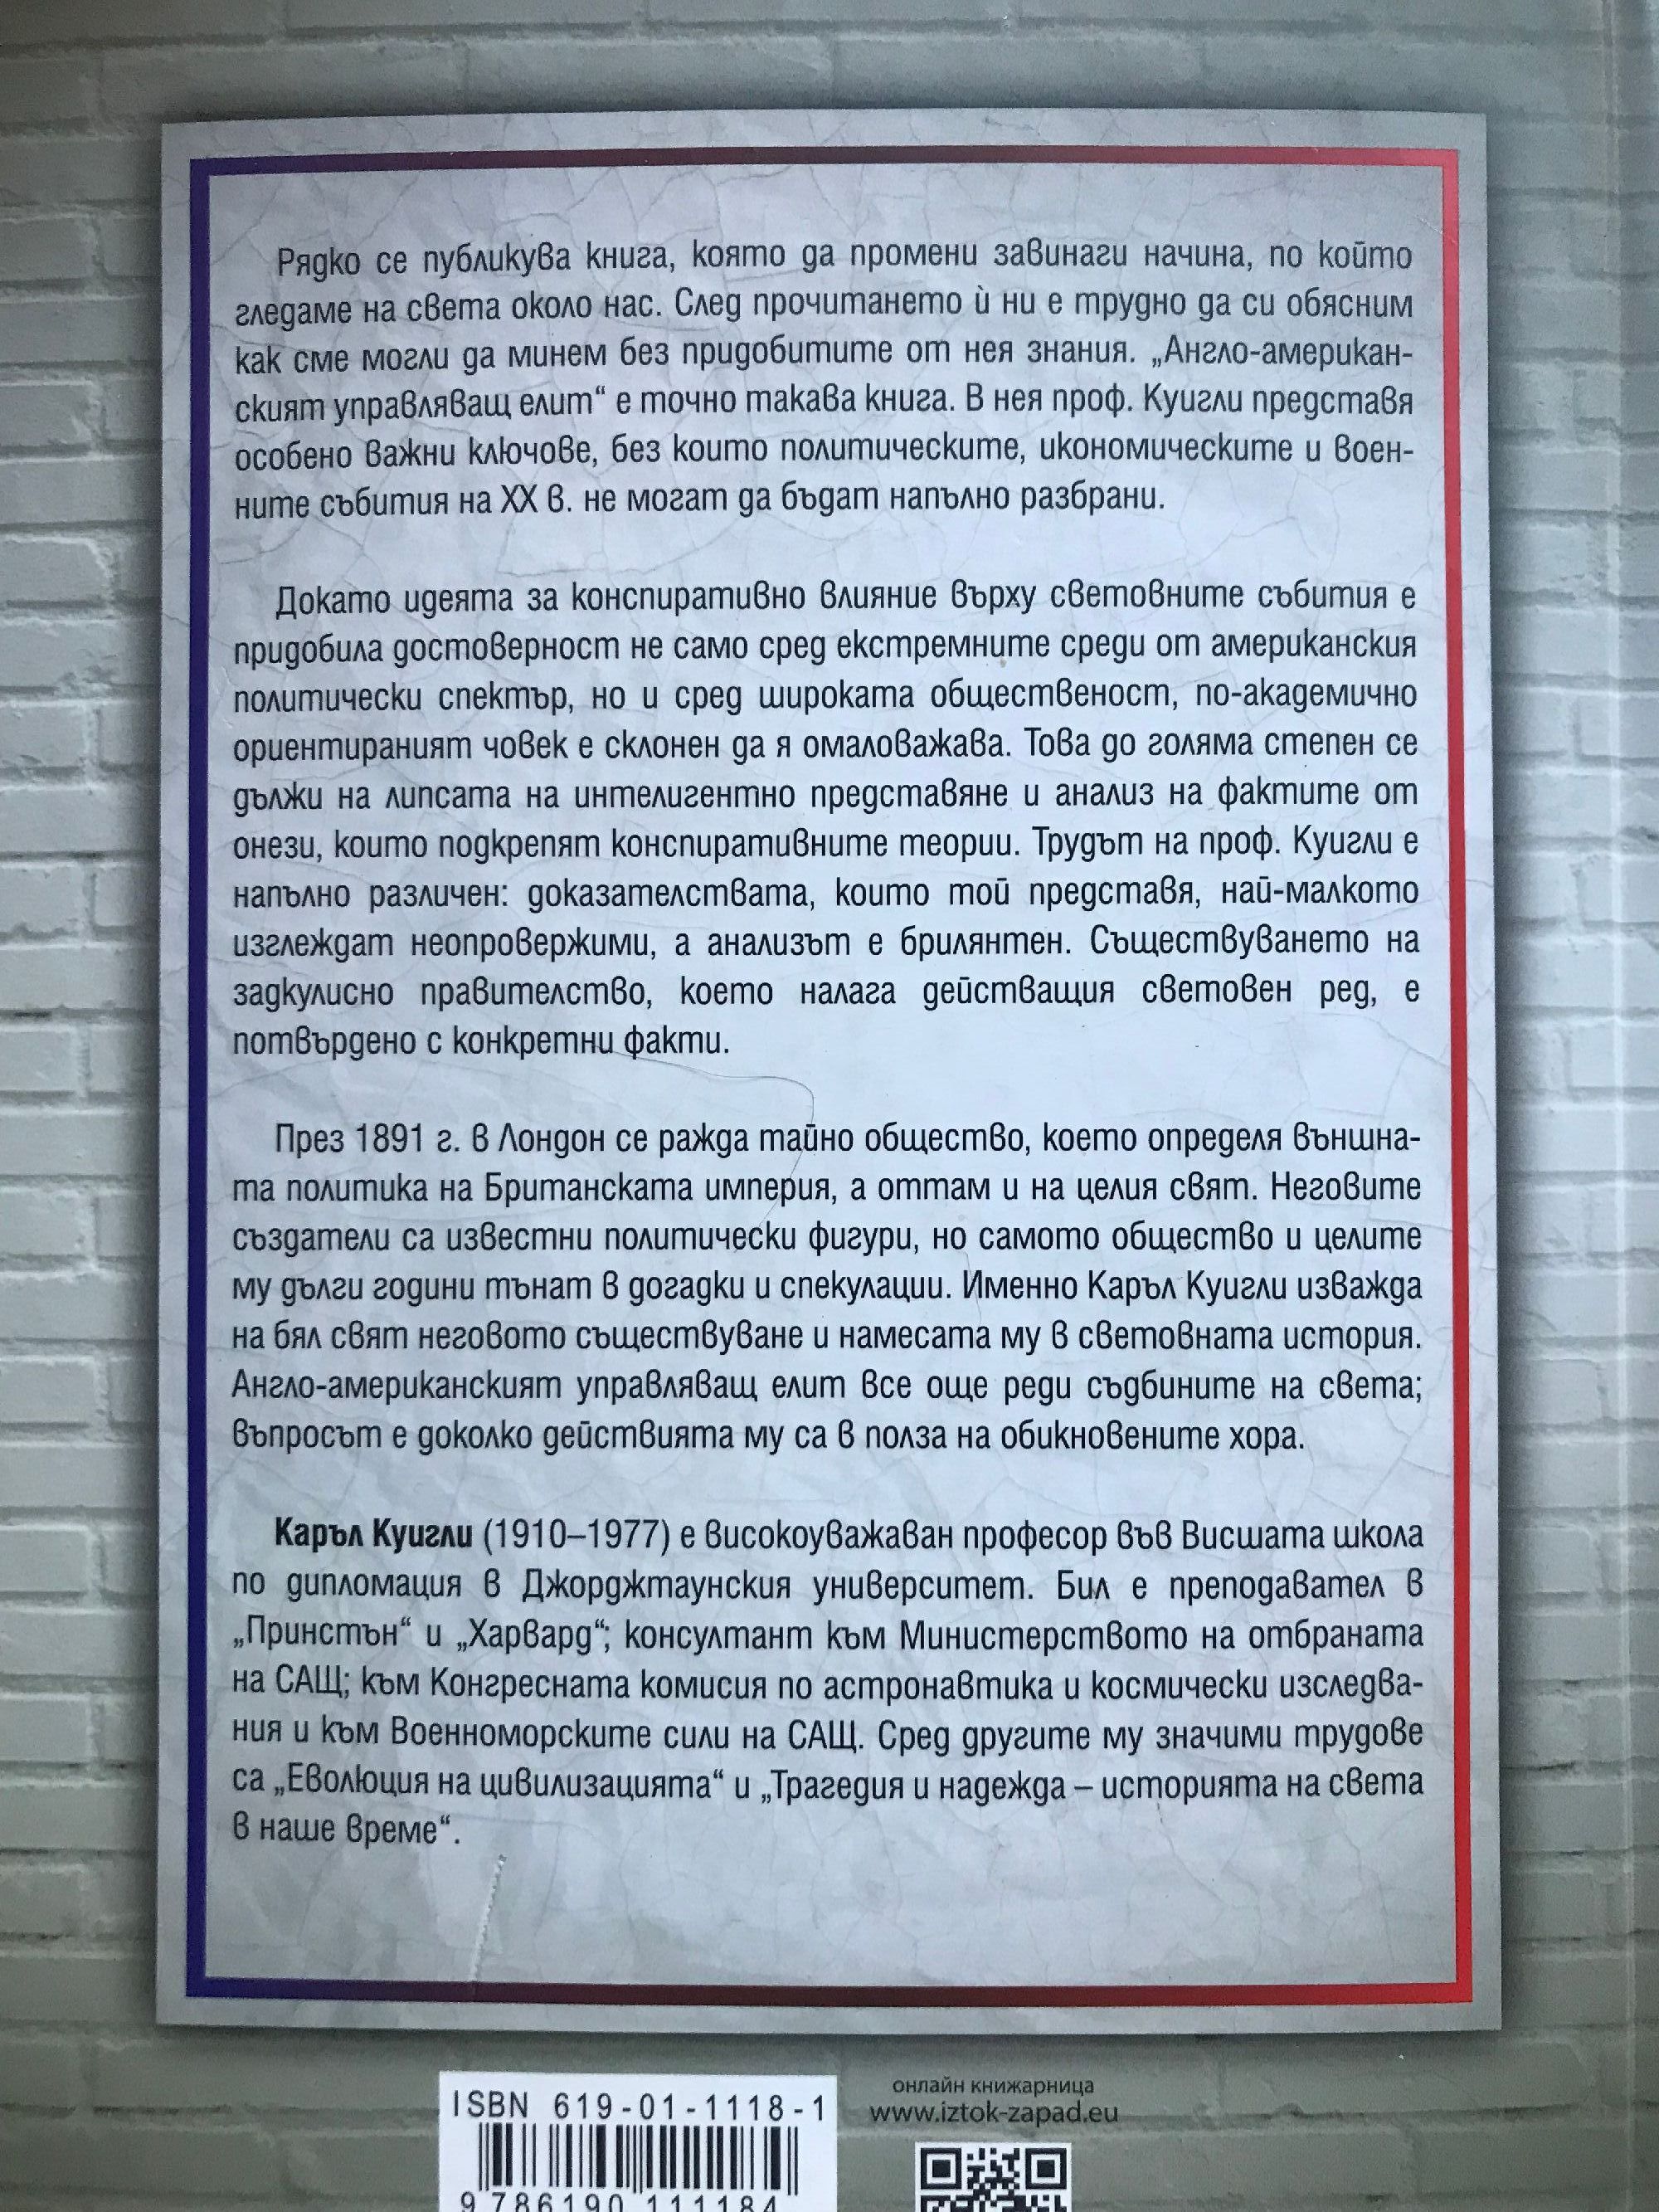 Рядко се публикува книга, която да промени завинаги начина, по който
гледаме на света около нас. След прочитането ѝ ни е трудно да си обясним
как сме могли да минем без придобитите от нея знания. „Англо-американ-
ският управляващ елит“ е точно такава книга. В нея проф. Куигли представя
особено важни ключове, без които политическите, икономическите и воен-
ните събития на XX в. не могат да бъдат напълно разбрани.
Докато идеята за конспиративно влияние върху световните събития е
придобила достоверност не само сред екстремните среди от американския
политически спектър, но и сред широката общественост, по-академично
ориентираният човек е склонен да я омаловажава. Това до голяма степен се
дължи на липсата на интелигентно представяне и анализ на фактите от
онези, които подкрепят конспиративните теории. Трудът на проф. Куигли е
напълно различен: доказателствата, които той представя, най-малкото
изглеждат неопровержими, а анализът е брилянтен. Съществуването на
задкулисно правителство, което налага действащия световен ред, е
потвърдено с конкретни факти.
През 1891 г. в Лондон се ражда тайно общество, което определя външна-
та политика на Британската империя, а оттам и на целия свят. Неговите
създатели са известни политически фигури, но самото общество и целите
му дълги години тънат в догадки и спекулации. Именно Каръл Куигли изважда
на бял свят неговото съществуване и намесата му в световната история.
Англо-американският управляващ елит все още реди съдбините на света;
въпросът е доколко действията му са в полза на обикновените хора.
Каръл Куигли (1910–1977) е високоуважаван професор във Висшата школа
по дипломация в Джорджтаунския университет. Бил е преподавател в
„Принстън“ и „Харвард“; консултант към Министерството на отбраната
на САЩ; към Конгресната комисия по астронавтика и космически изследва-
ния и към Военноморските сили на САЩ. Сред другите му значими трудове
са „Еволюция на цивилизацията“ и „Трагедия и надежда – историята на света
в наше време“.
онлайн книжарница
www.iztok-zapad.eu
ISBN 619-01-1118-1
9 786190 111184